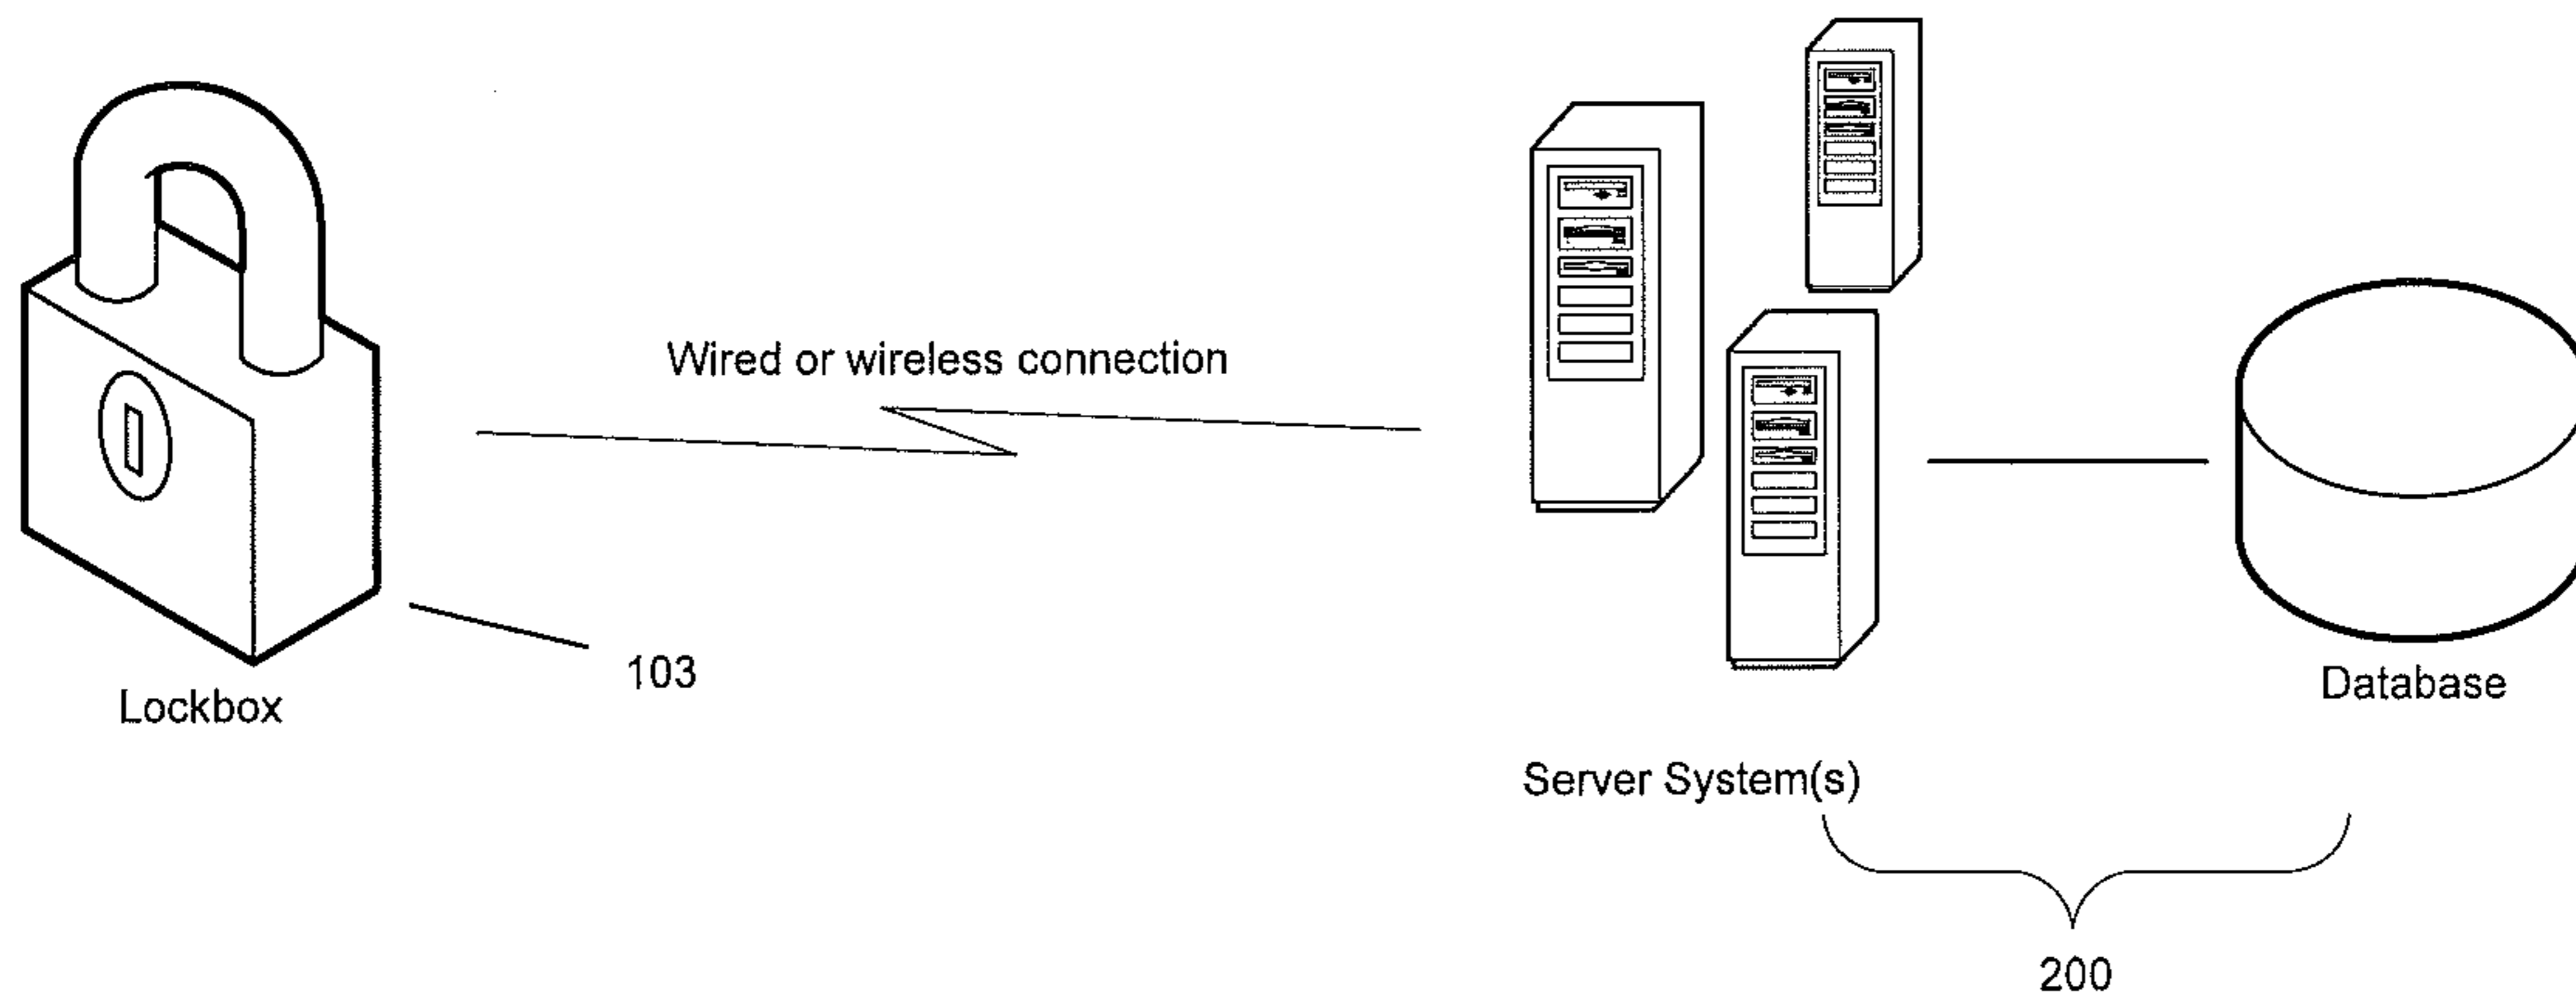 Wired or wireless connection
103
Lockbox
Database
Server System(s)
200